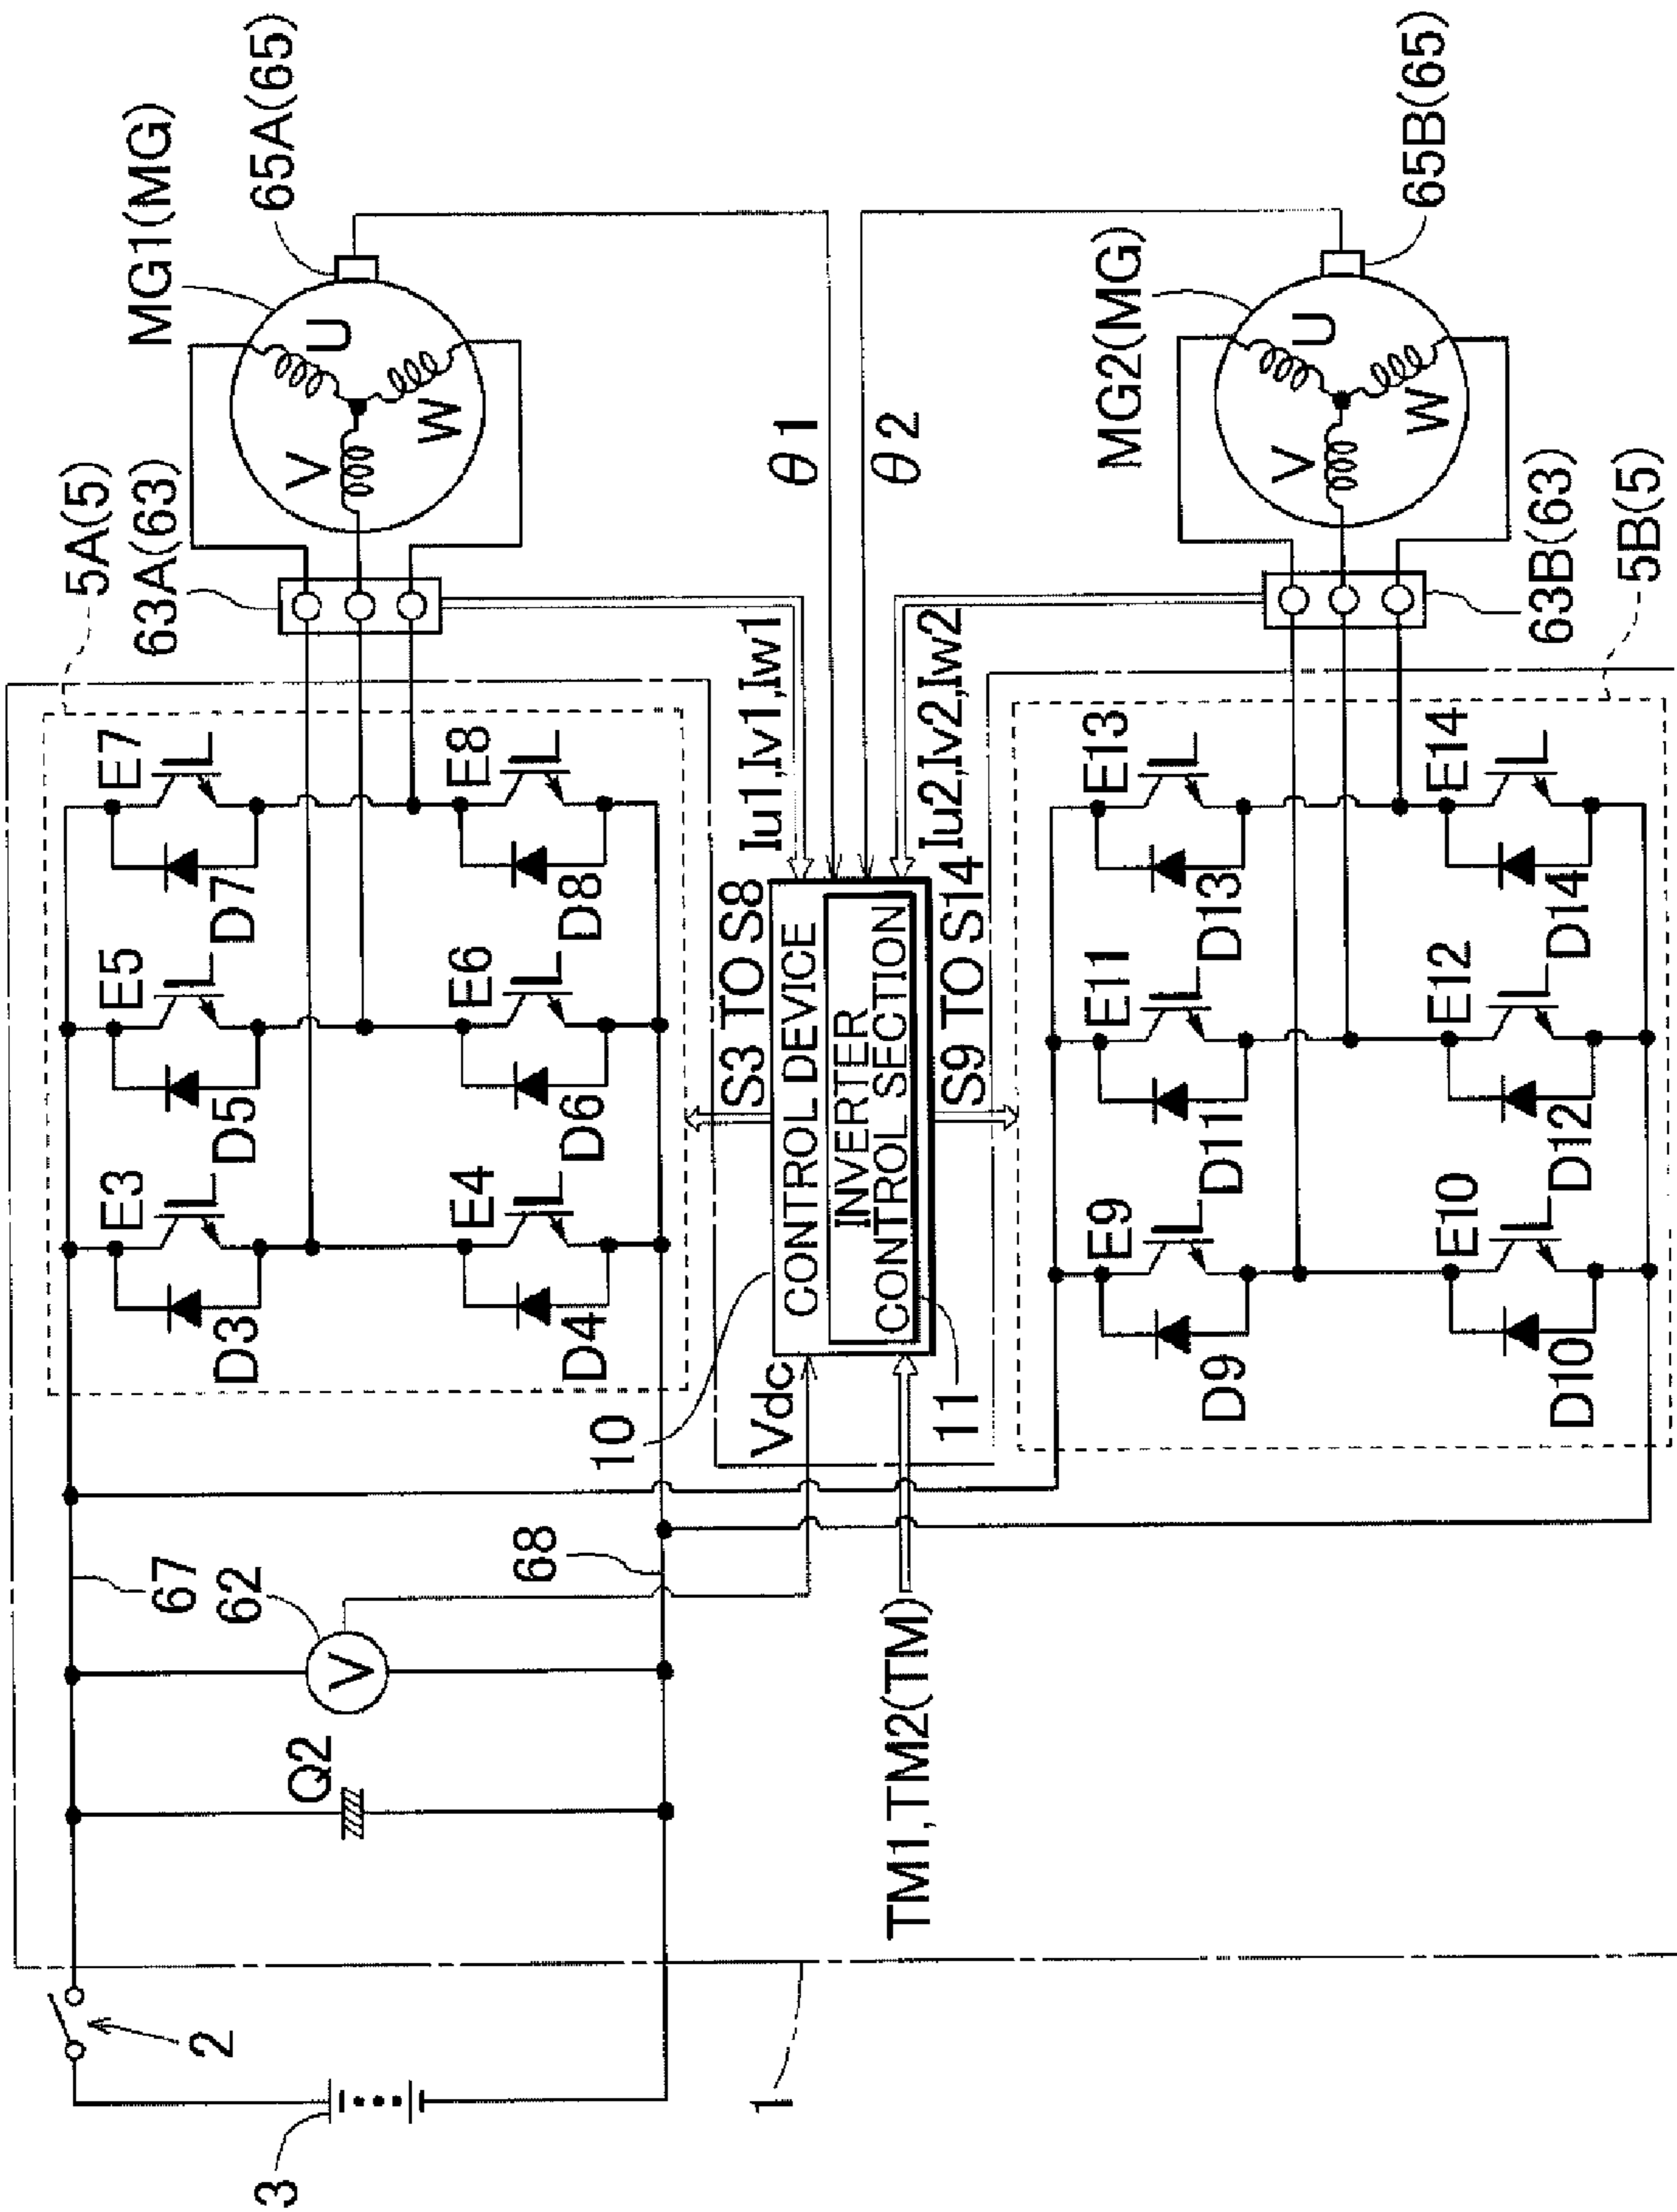 MG1(MG)
65A(65)
5A(5)
63A(63)
U
V
W
E3
E5
E7
D3
D5
D7
E4
E6
E8
D4
D6
D8
67
62
V
Q2
68
2
3
1
Vdc
10
S3 TO S8
Iu1,Iv1,Iw1
θ1
CONTROL DEVICE
INVERTER
CONTROL SECTION
TM1,TM2(TM)
11
S9 TO S14
Iu2,Iv2,Iw2
θ2
MG2(MG)
65B(65)
U
V
W
63B(63)
5B(5)
E9
E11
E13
D9
D11
D13
E10
E12
E14
D10
D12
D14